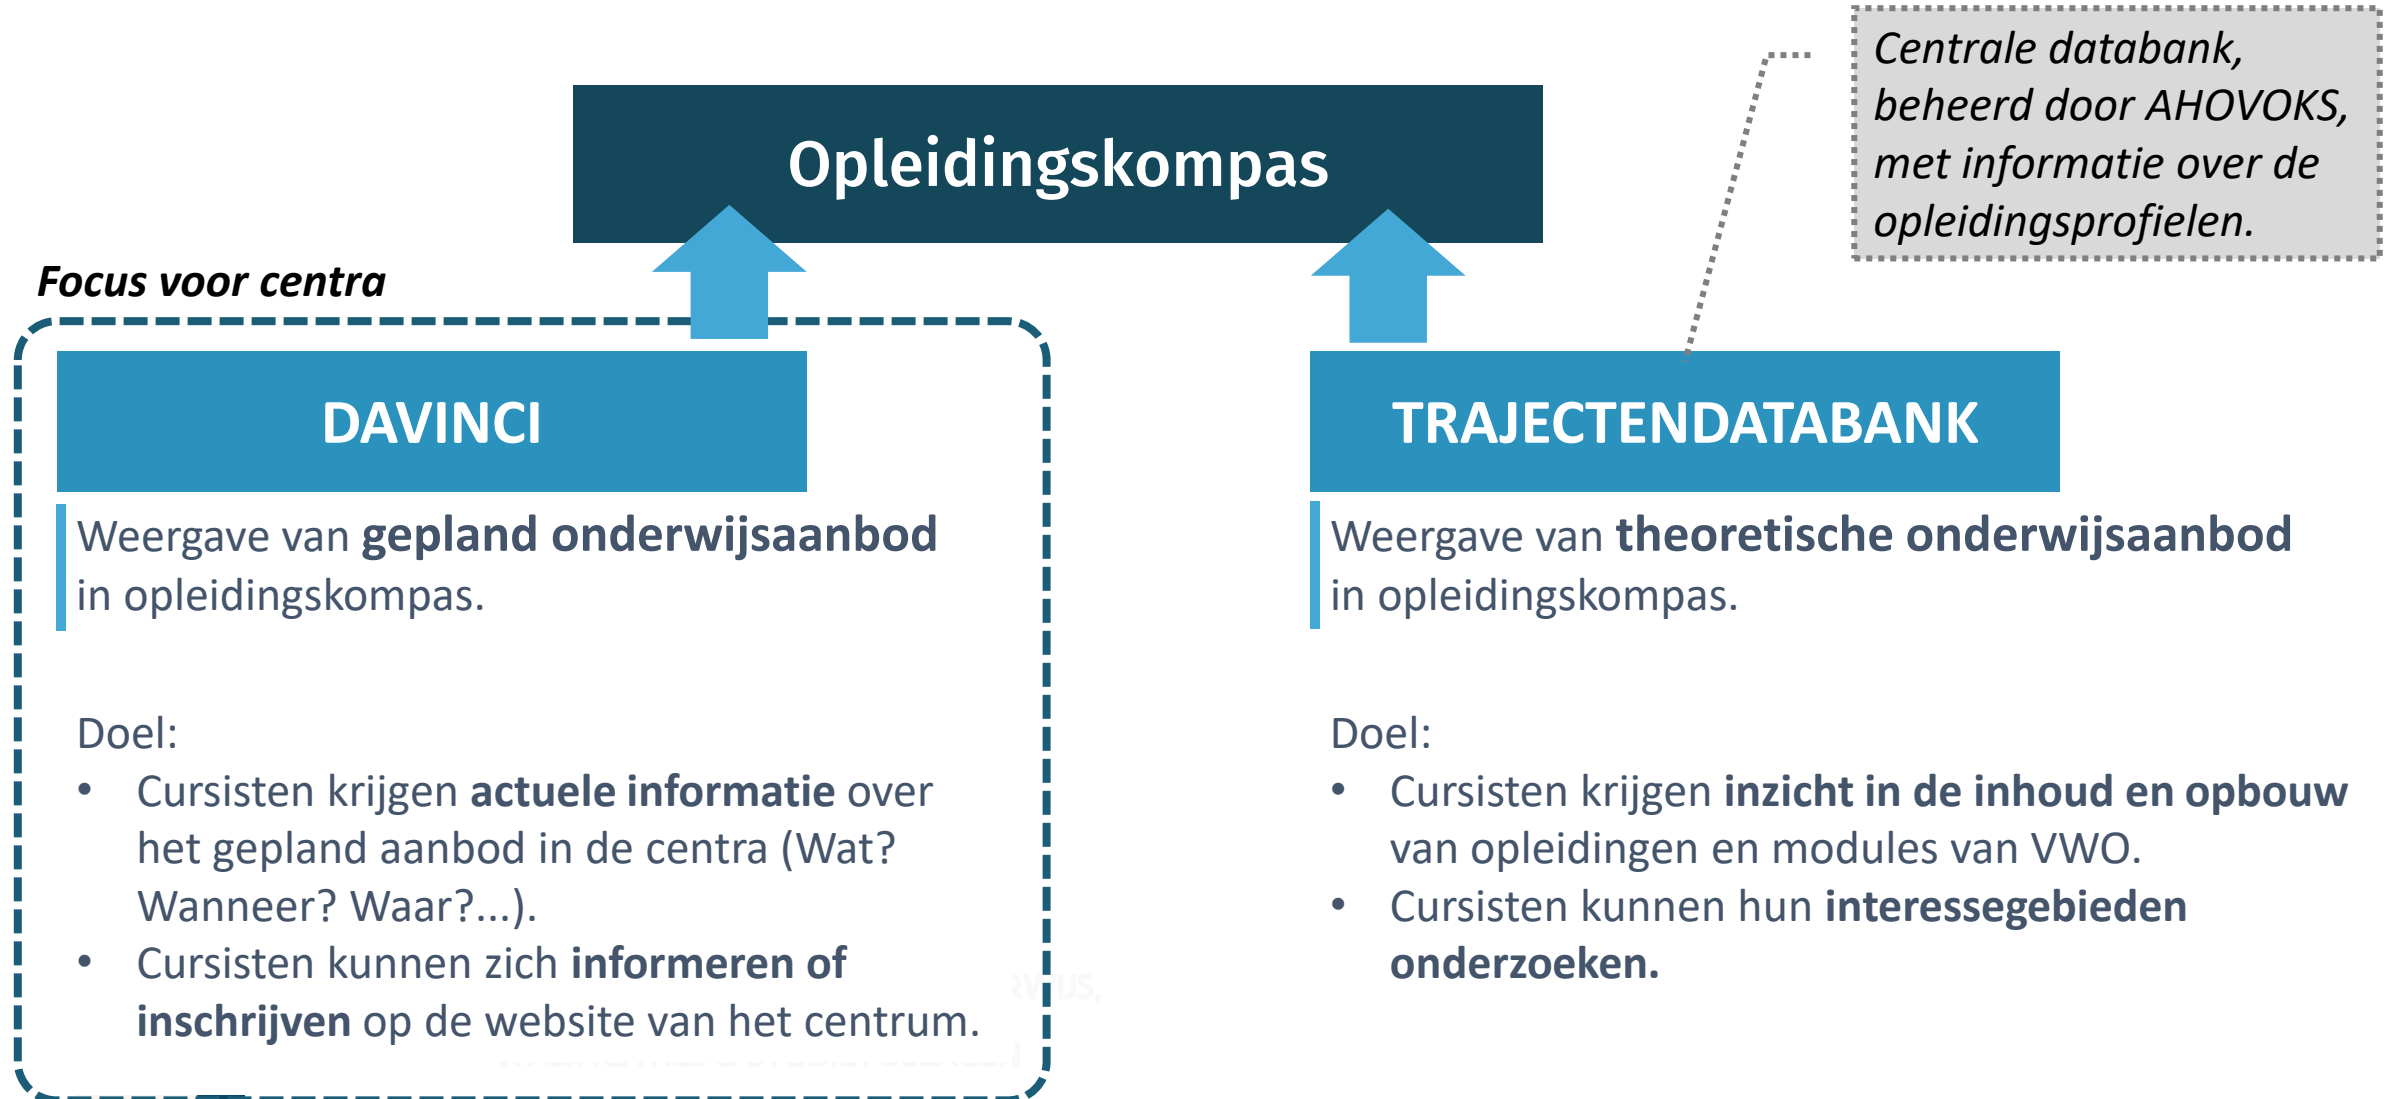 Centrale databank,
beheerd door AHOVOKS,
met informatie over de
opleidingsprofielen.
Opleidingskompas
Focus voor centra
DAVINCI
Weergave van gepland onderwijsaanbod
in opleidingskompas.
Doel:
• Cursisten krijgen actuele informatie over
het gepland aanbod in de centra (Wat?
Wanneer? Waar?...).
• Cursisten kunnen zich informeren of
inschrijven op de website van het centrum.
TRAJECTENDATABANK
Weergave van theoretische onderwijsaanbod
in opleidingskompas.
Doel:
• Cursisten krijgen inzicht in de inhoud en opbouw
van opleidingen en modules van VWO.
• Cursisten kunnen hun interessegebieden
onderzoeken.